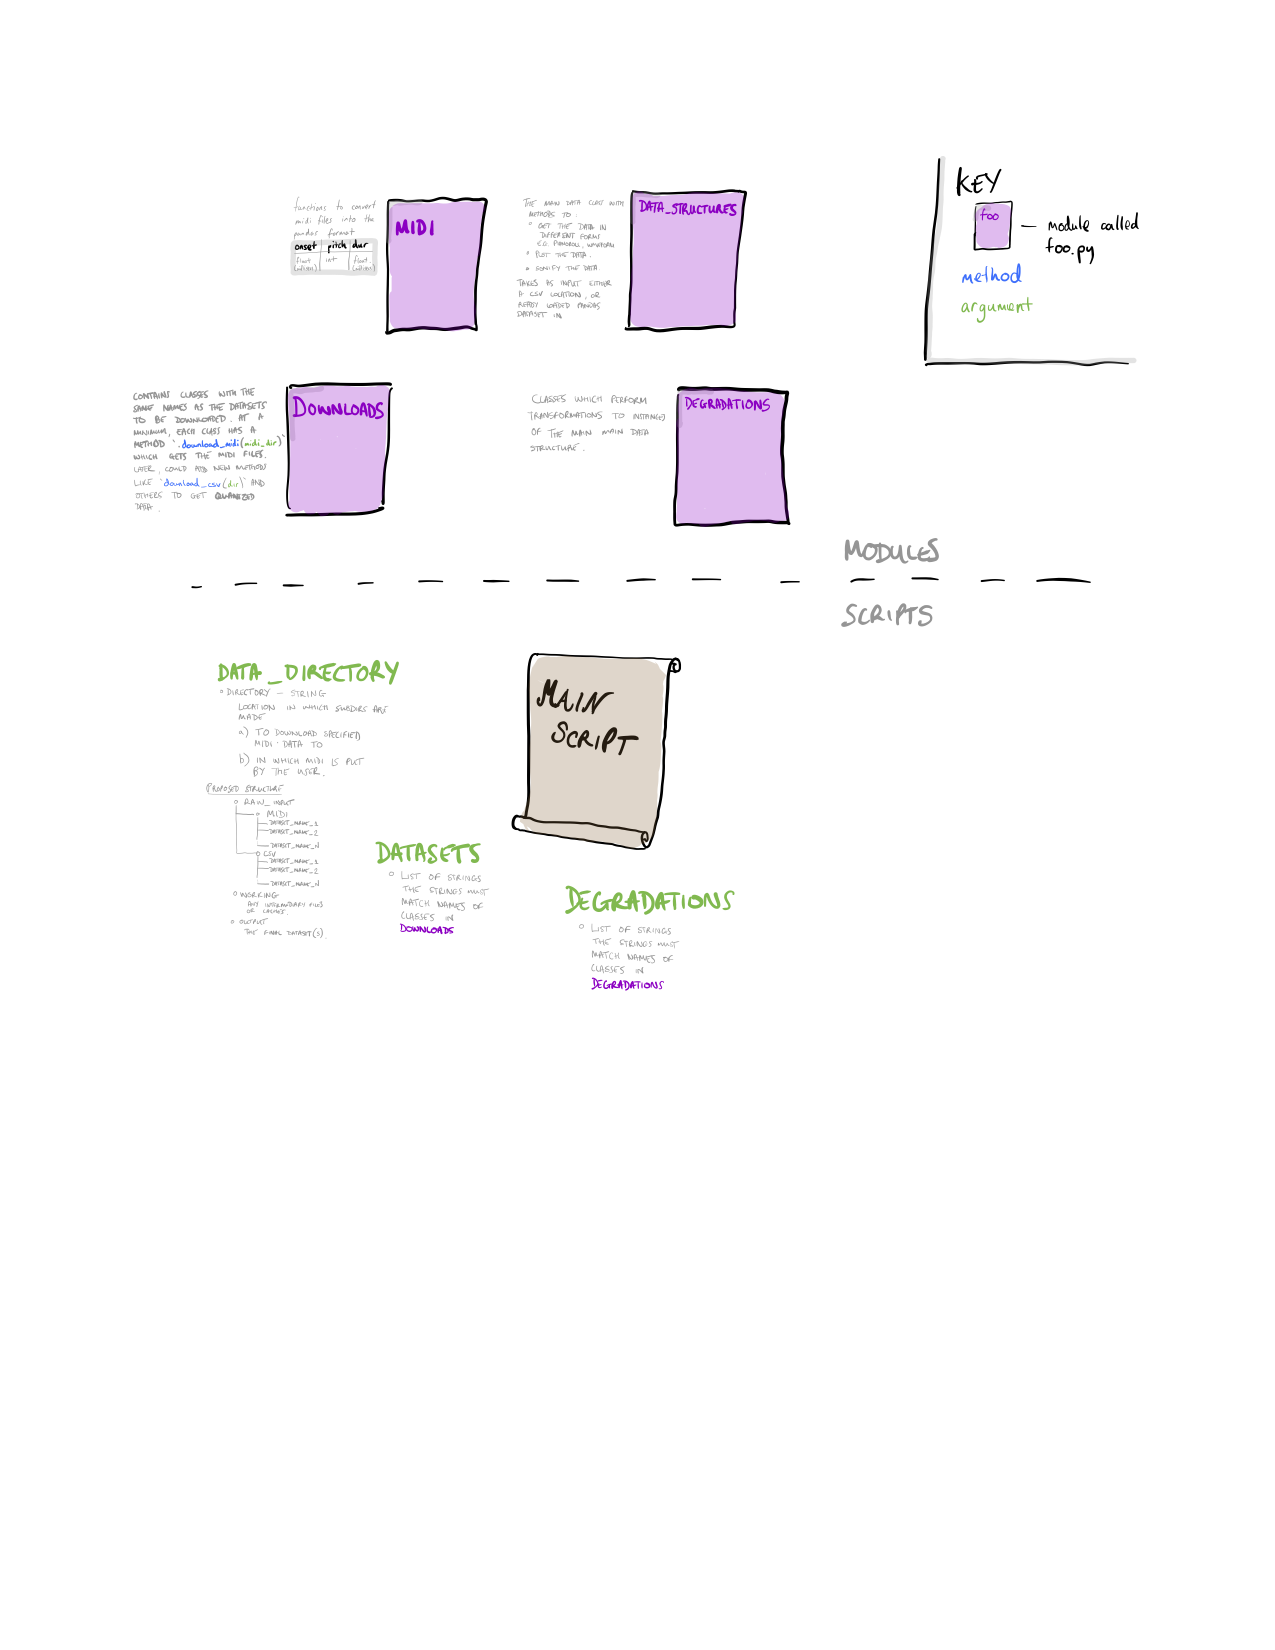 KEY
foo
— module called
foo.py
method
argument
functions to convert
midi files into the
pandas format
onset pitch dur
float int float
MIDI
THE MAIN DATA CLASS WITH
METHODS TO:
° GET THE DATA IN
DIFFERENT FORMS
E.G. PIANOROLL, WAVEFORM
• PLOT THE DATA.
• SONIFY THE DATA.
TAKES AS INPUT EITHER
A CSV LOCATION, OR
READY LOADED PANDAS
DATASET IN
DATA_STRUCTURES
CONTAINS CLASSES WITH THE
SAME NAMES AS THE DATASETS
TO BE DOWNLOADED. AT A
MINIMUM, EACH CLASS HAS A
METHOD `.download_midi(midi_dir)`
WHICH GETS THE MIDI FILES.
LATER, COULD ADD NEW METHODS
LIKE `download_csv(dir)` AND
OTHERS TO GET QUANIZED
DATA.
DOWNLOADS
CLASSES WHICH PERFORM
TRANSFORMATIONS TO INSTANCES
OF THE MAIN MAIN DATA
STRUCTURE.
DEGRADATIONS
MODULES
SCRIPTS
DATA_DIRECTORY
° DIRECTORY — STRING
LOCATION IN WHICH SUBDIRS ARE
MADE
a) TO DOWNLOAD SPECIFIED
MIDI DATA TO
b) IN WHICH MIDI IS PUT
BY THE USER.
PROPOSED STRUCTURE
° RAW_INPUT
° MIDI
DATASET_NAME_1
DATASET_NAME_2
DATASET_NAME_N
° CSV
DATASET_NAME_1
DATASET_NAME_2
DATASET_NAME_N
° WORKING
ANY INTERMEDIARY FILES
OR CACHES.
° OUTPUT
THE FINAL DATASET(S).
MAIN
SCRIPT
DATASETS
° LIST OF STRINGS
THE STRINGS MUST
MATCH NAMES OF
CLASSES IN
DOWNLOADS
DEGRADATIONS
° LIST OF STRINGS
THE STRINGS MUST
MATCH NAMES OF
CLASSES IN
DEGRADATIONS